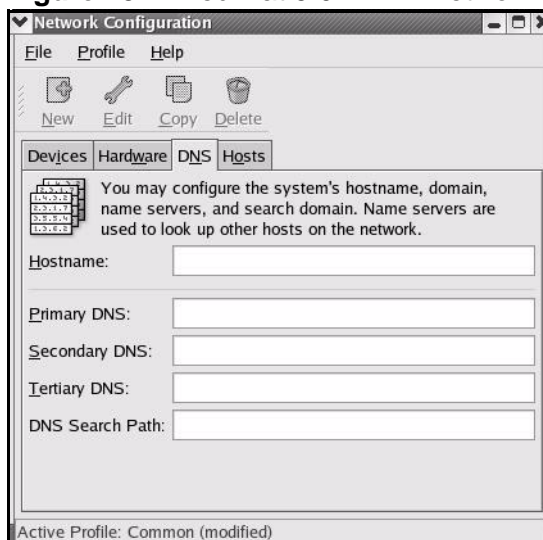 Network Configuration
File Profile Help
New Edit Copy Delete
Devices Hardware DNS Hosts
You may configure the system's hostname, domain,
name servers, and search domain. Name servers are
used to look up other hosts on the network.
Hostname:
Primary DNS:
Secondary DNS:
Tertiary DNS:
DNS Search Path:
Active Profile: Common (modified)